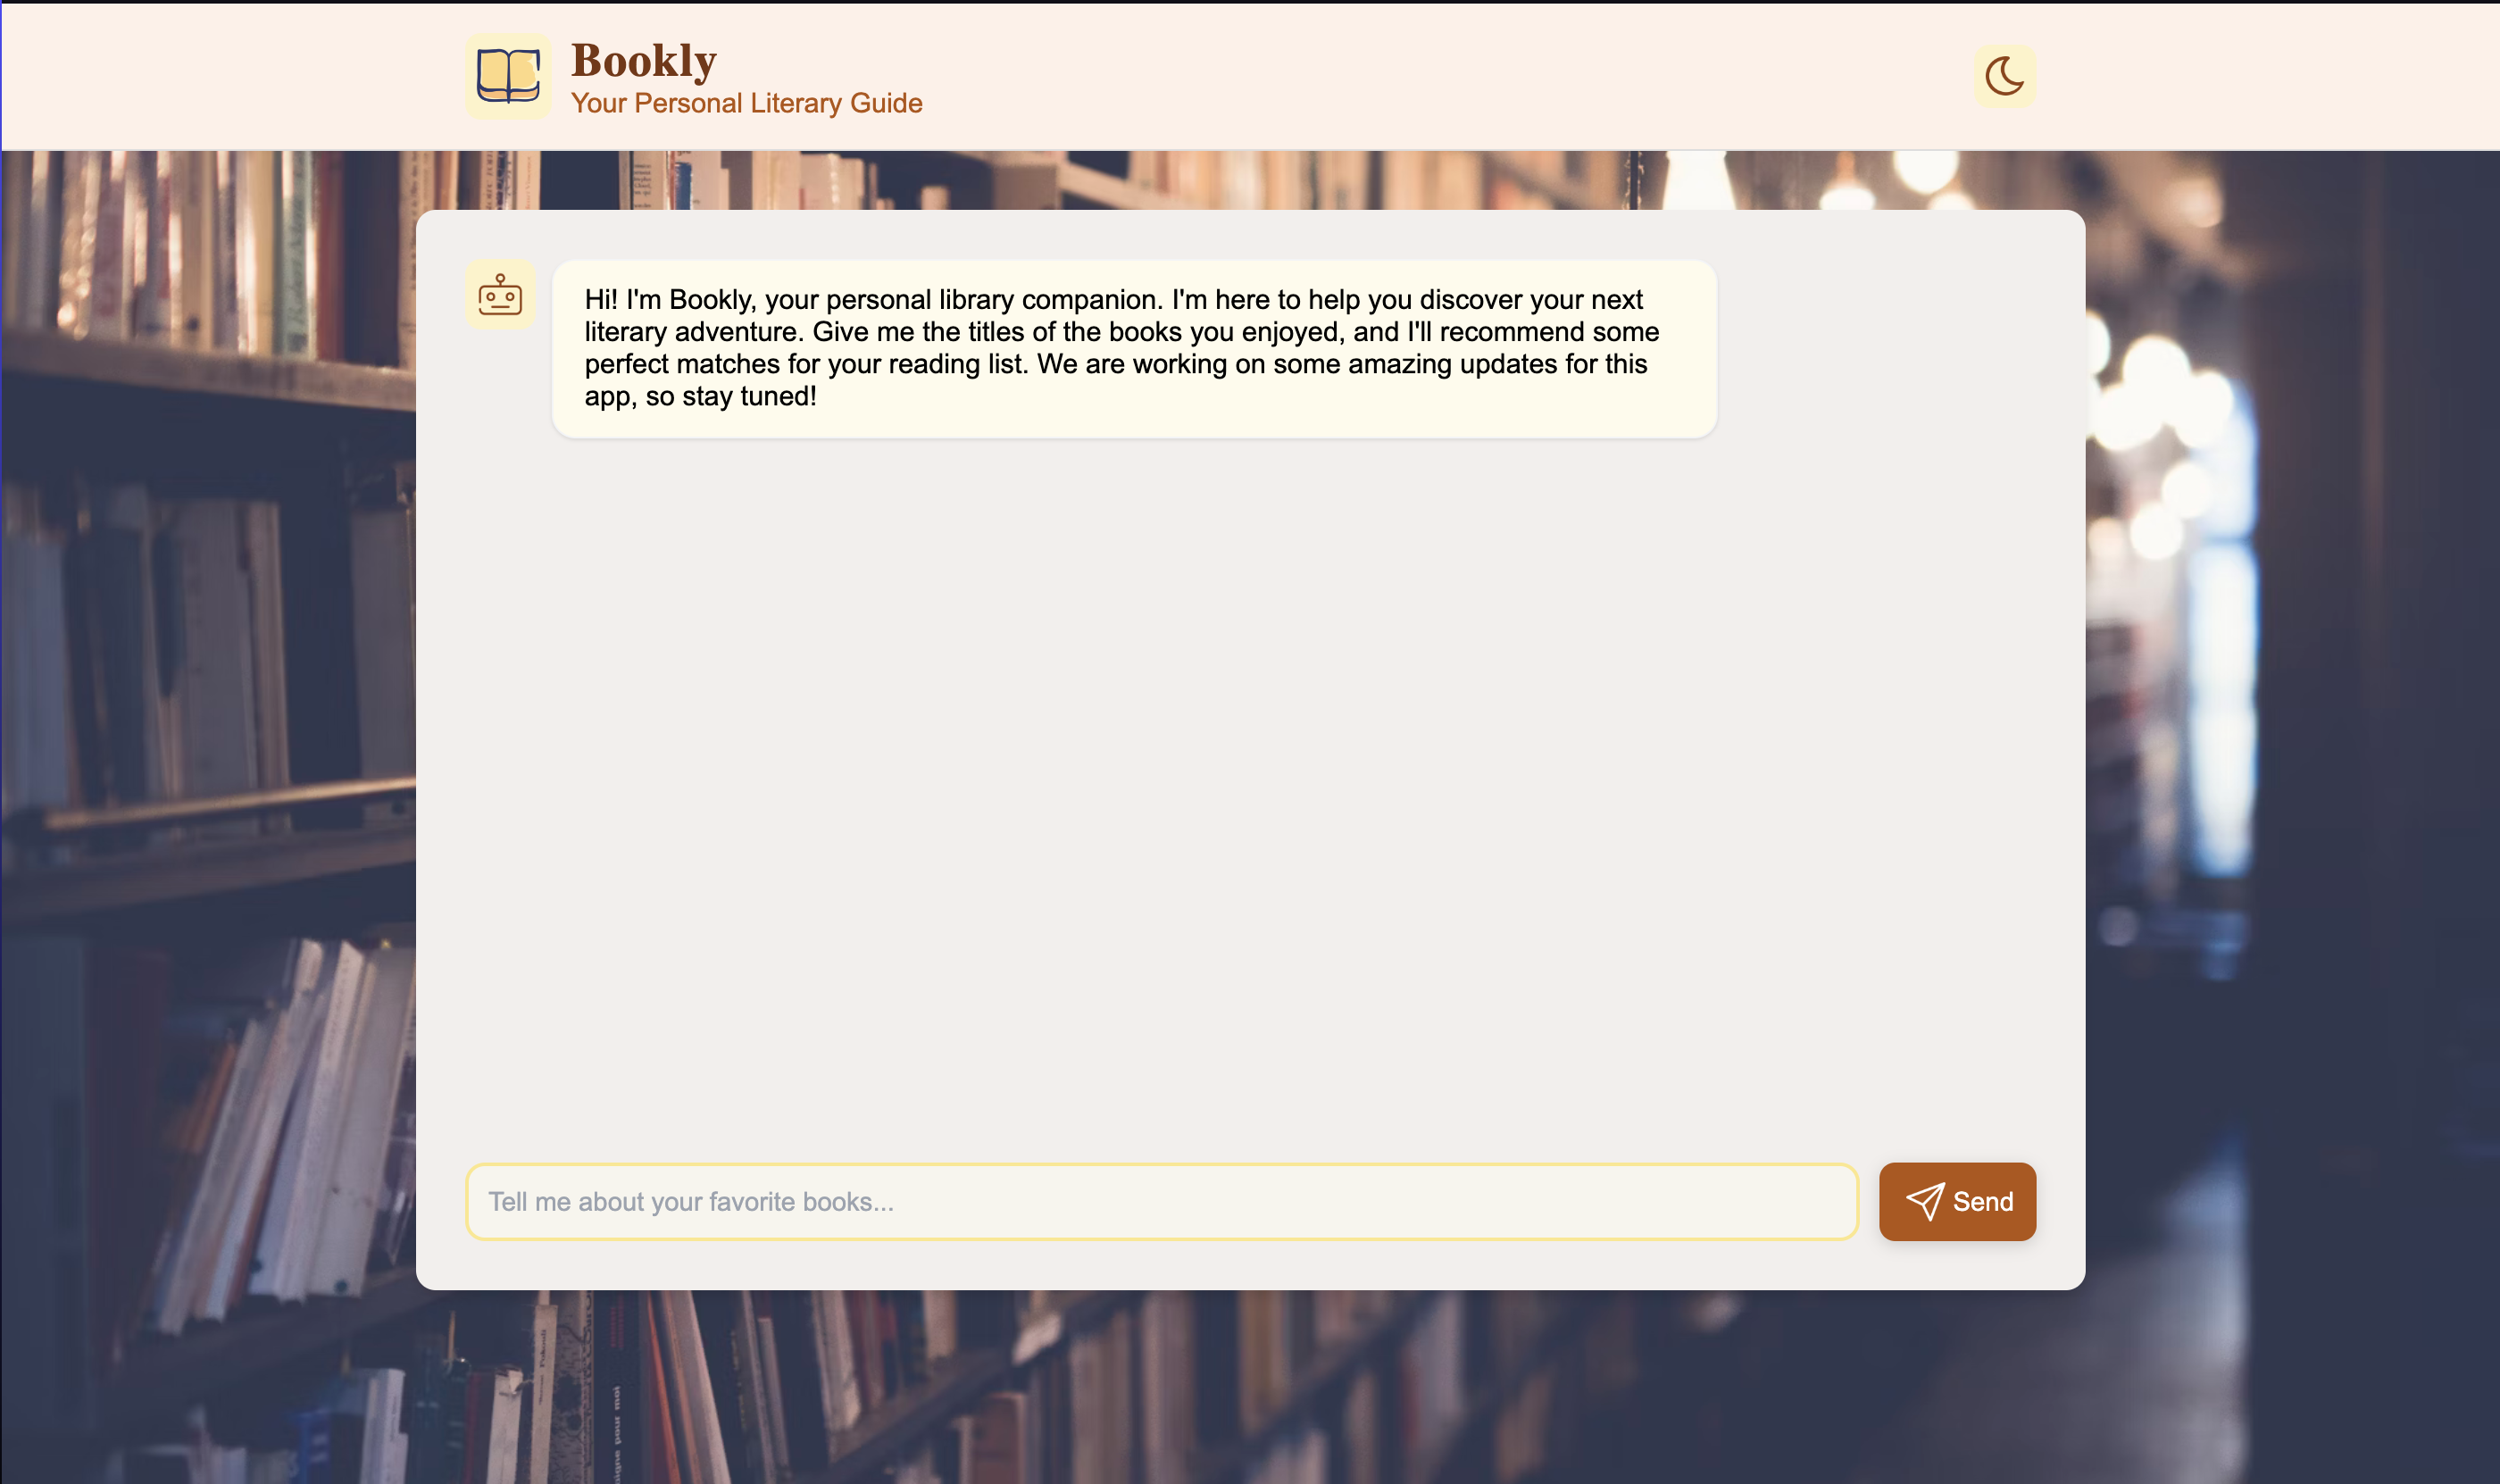 Bookly
Your Personal Literary Guide
Hi! I'm Bookly, your personal library companion. I'm here to help you discover your next
literary adventure. Give me the titles of the books you enjoyed, and I'll recommend some
perfect matches for your reading list. We are working on some amazing updates for this
app, so stay tuned!
Tell me about your favorite books...
Send